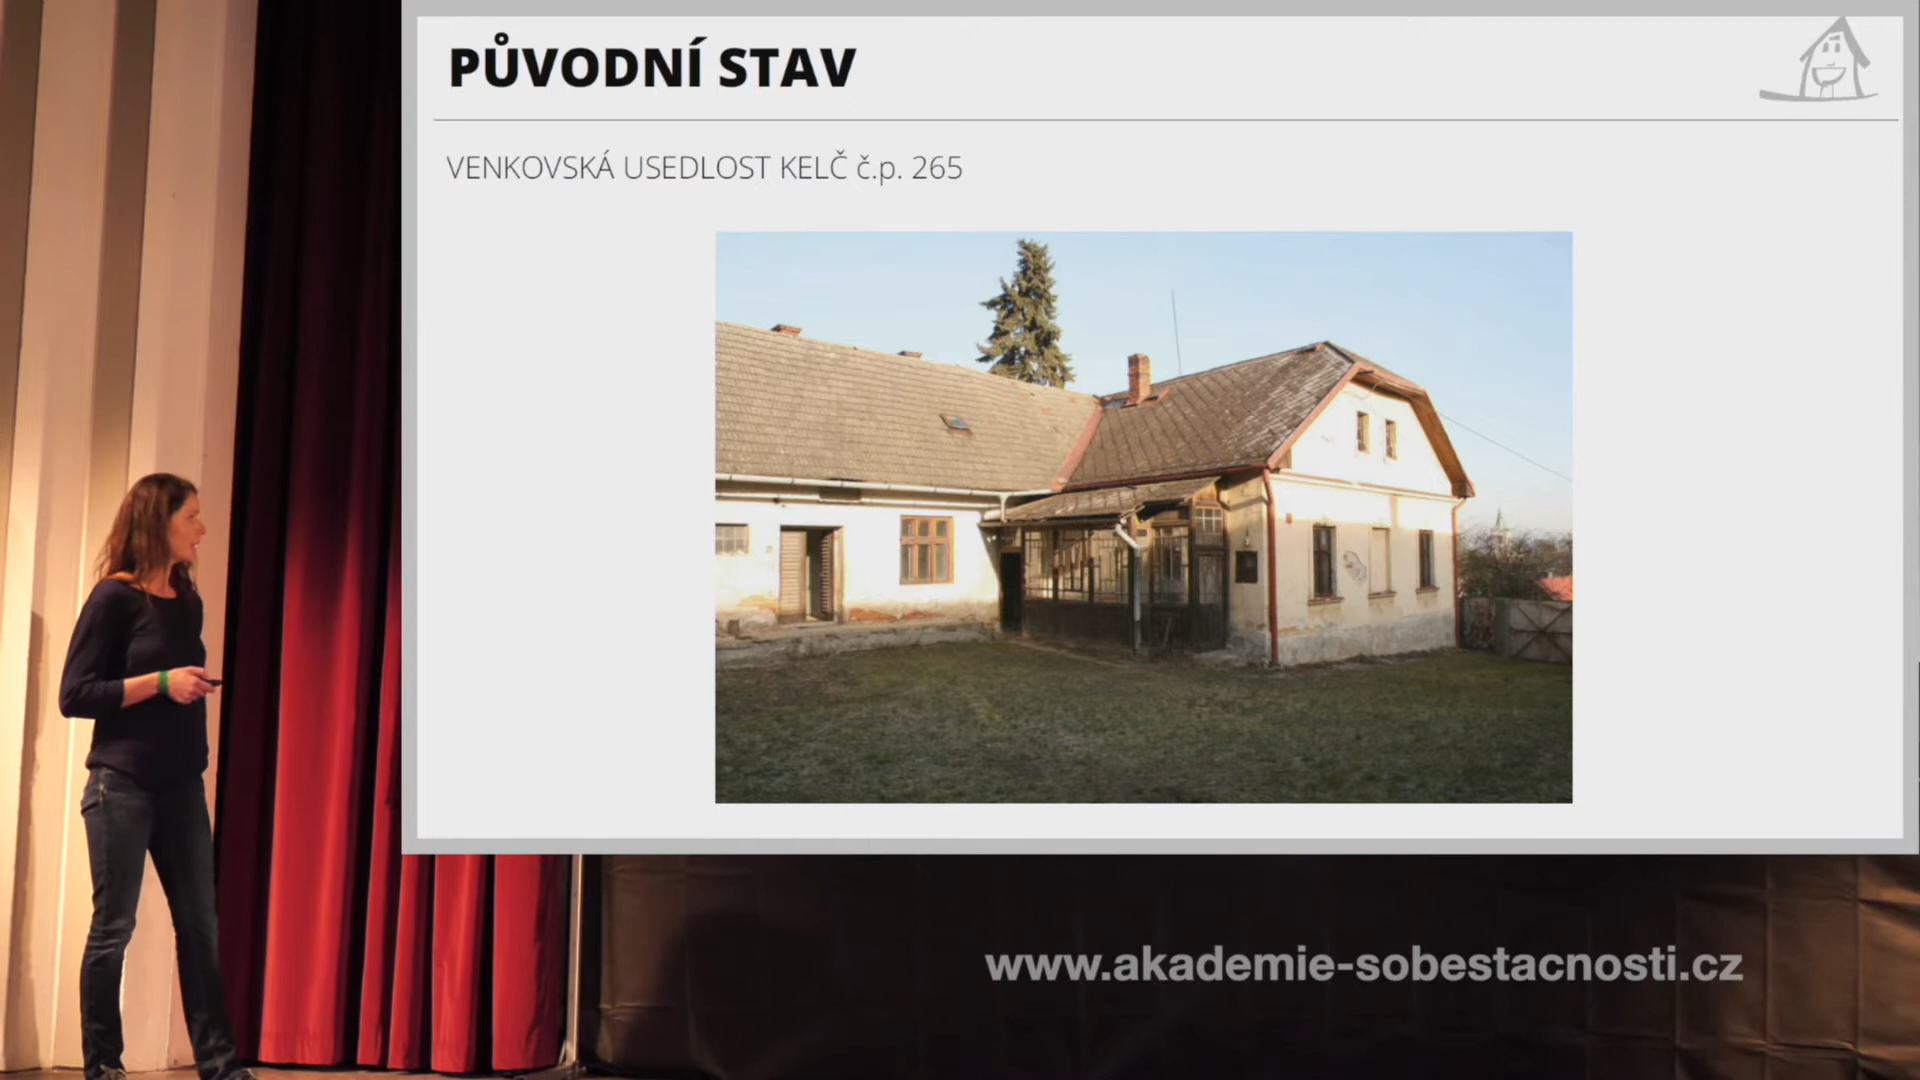 PŮVODNÍ STAV
VENKOVSKÁ USEDLOST KELČ č.p. 265
www.akademie-sobestacnosti.cz